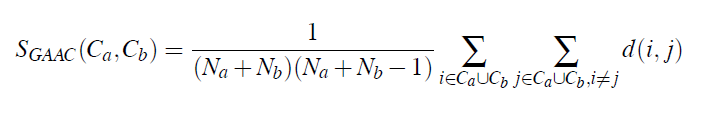 $S_{GAAC}(C_a, C_b) = \frac{1}{(N_a + N_b)(N_a + N_b - 1)} \sum_{i \in C_a \cup C_b} \sum_{j \in C_a \cup C_b, i \neq j} d(i, j)$